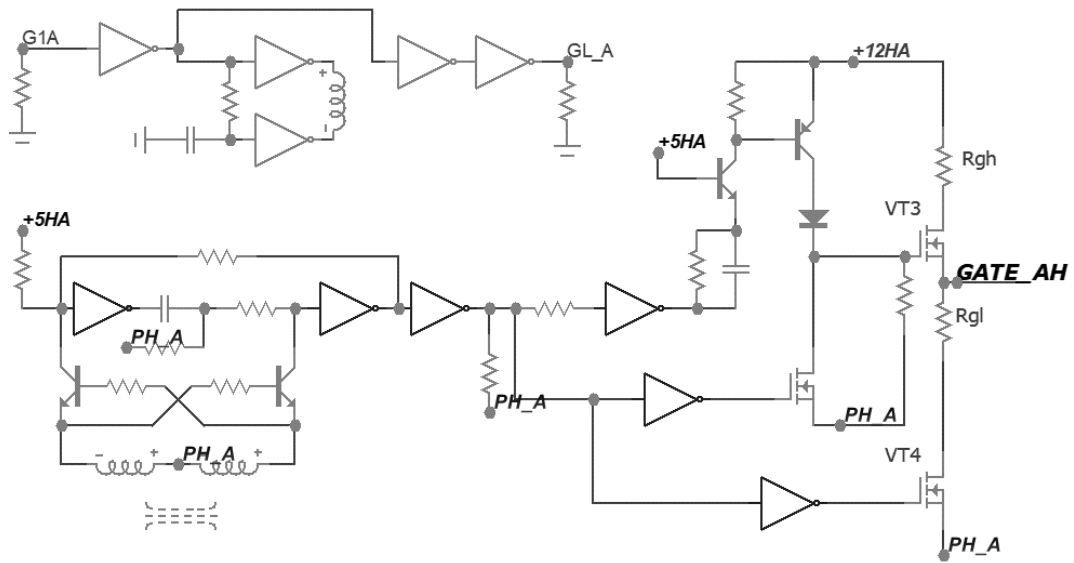 G1A
GL_A
+12HA
+5HA
Rgh
+5HA
VT3
GATE_AH
Rgl
PH_A
PH_A
PH_A
PH_A
VT4
PH_A
+
-
-
+
+